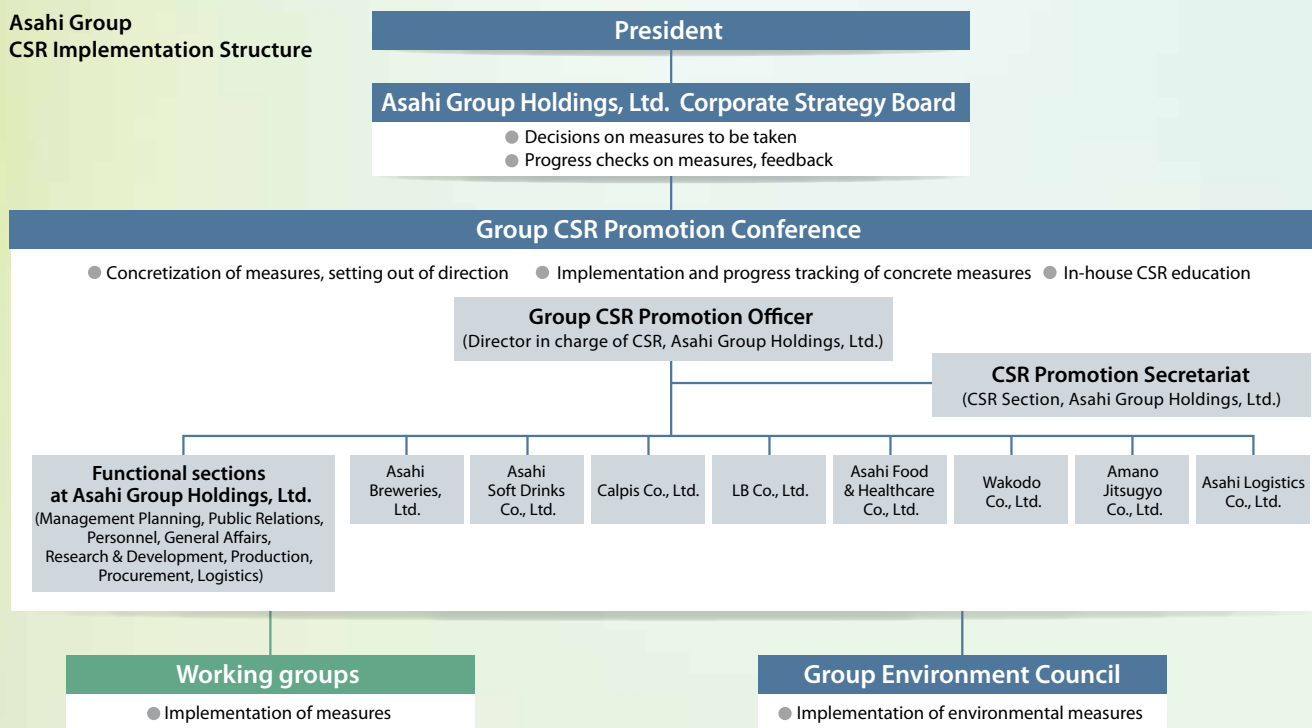 Asahi Group
CSR Implementation Structure
President
Asahi Group Holdings, Ltd. Corporate Strategy Board
● Decisions on measures to be taken
● Progress checks on measures, feedback
Group CSR Promotion Conference
● Concretization of measures, setting out of direction ● Implementation and progress tracking of concrete measures ● In-house CSR education
Group CSR Promotion Officer
(Director in charge of CSR, Asahi Group Holdings, Ltd.)
CSR Promotion Secretariat
(CSR Section, Asahi Group Holdings, Ltd.)
Functional sections
at Asahi Group Holdings, Ltd.
(Management Planning, Public Relations,
Personnel, General Affairs,
Research & Development, Production,
Procurement, Logistics)
Asahi
Breweries,
Ltd.
Asahi
Soft Drinks
Co., Ltd.
Calpis Co., Ltd.
LB Co., Ltd.
Asahi Food
& Healthcare
Co., Ltd.
Wakodo
Co., Ltd.
Amano
Jitsugyo
Co., Ltd.
Asahi Logistics
Co., Ltd.
Working groups
● Implementation of measures
Group Environment Council
● Implementation of environmental measures